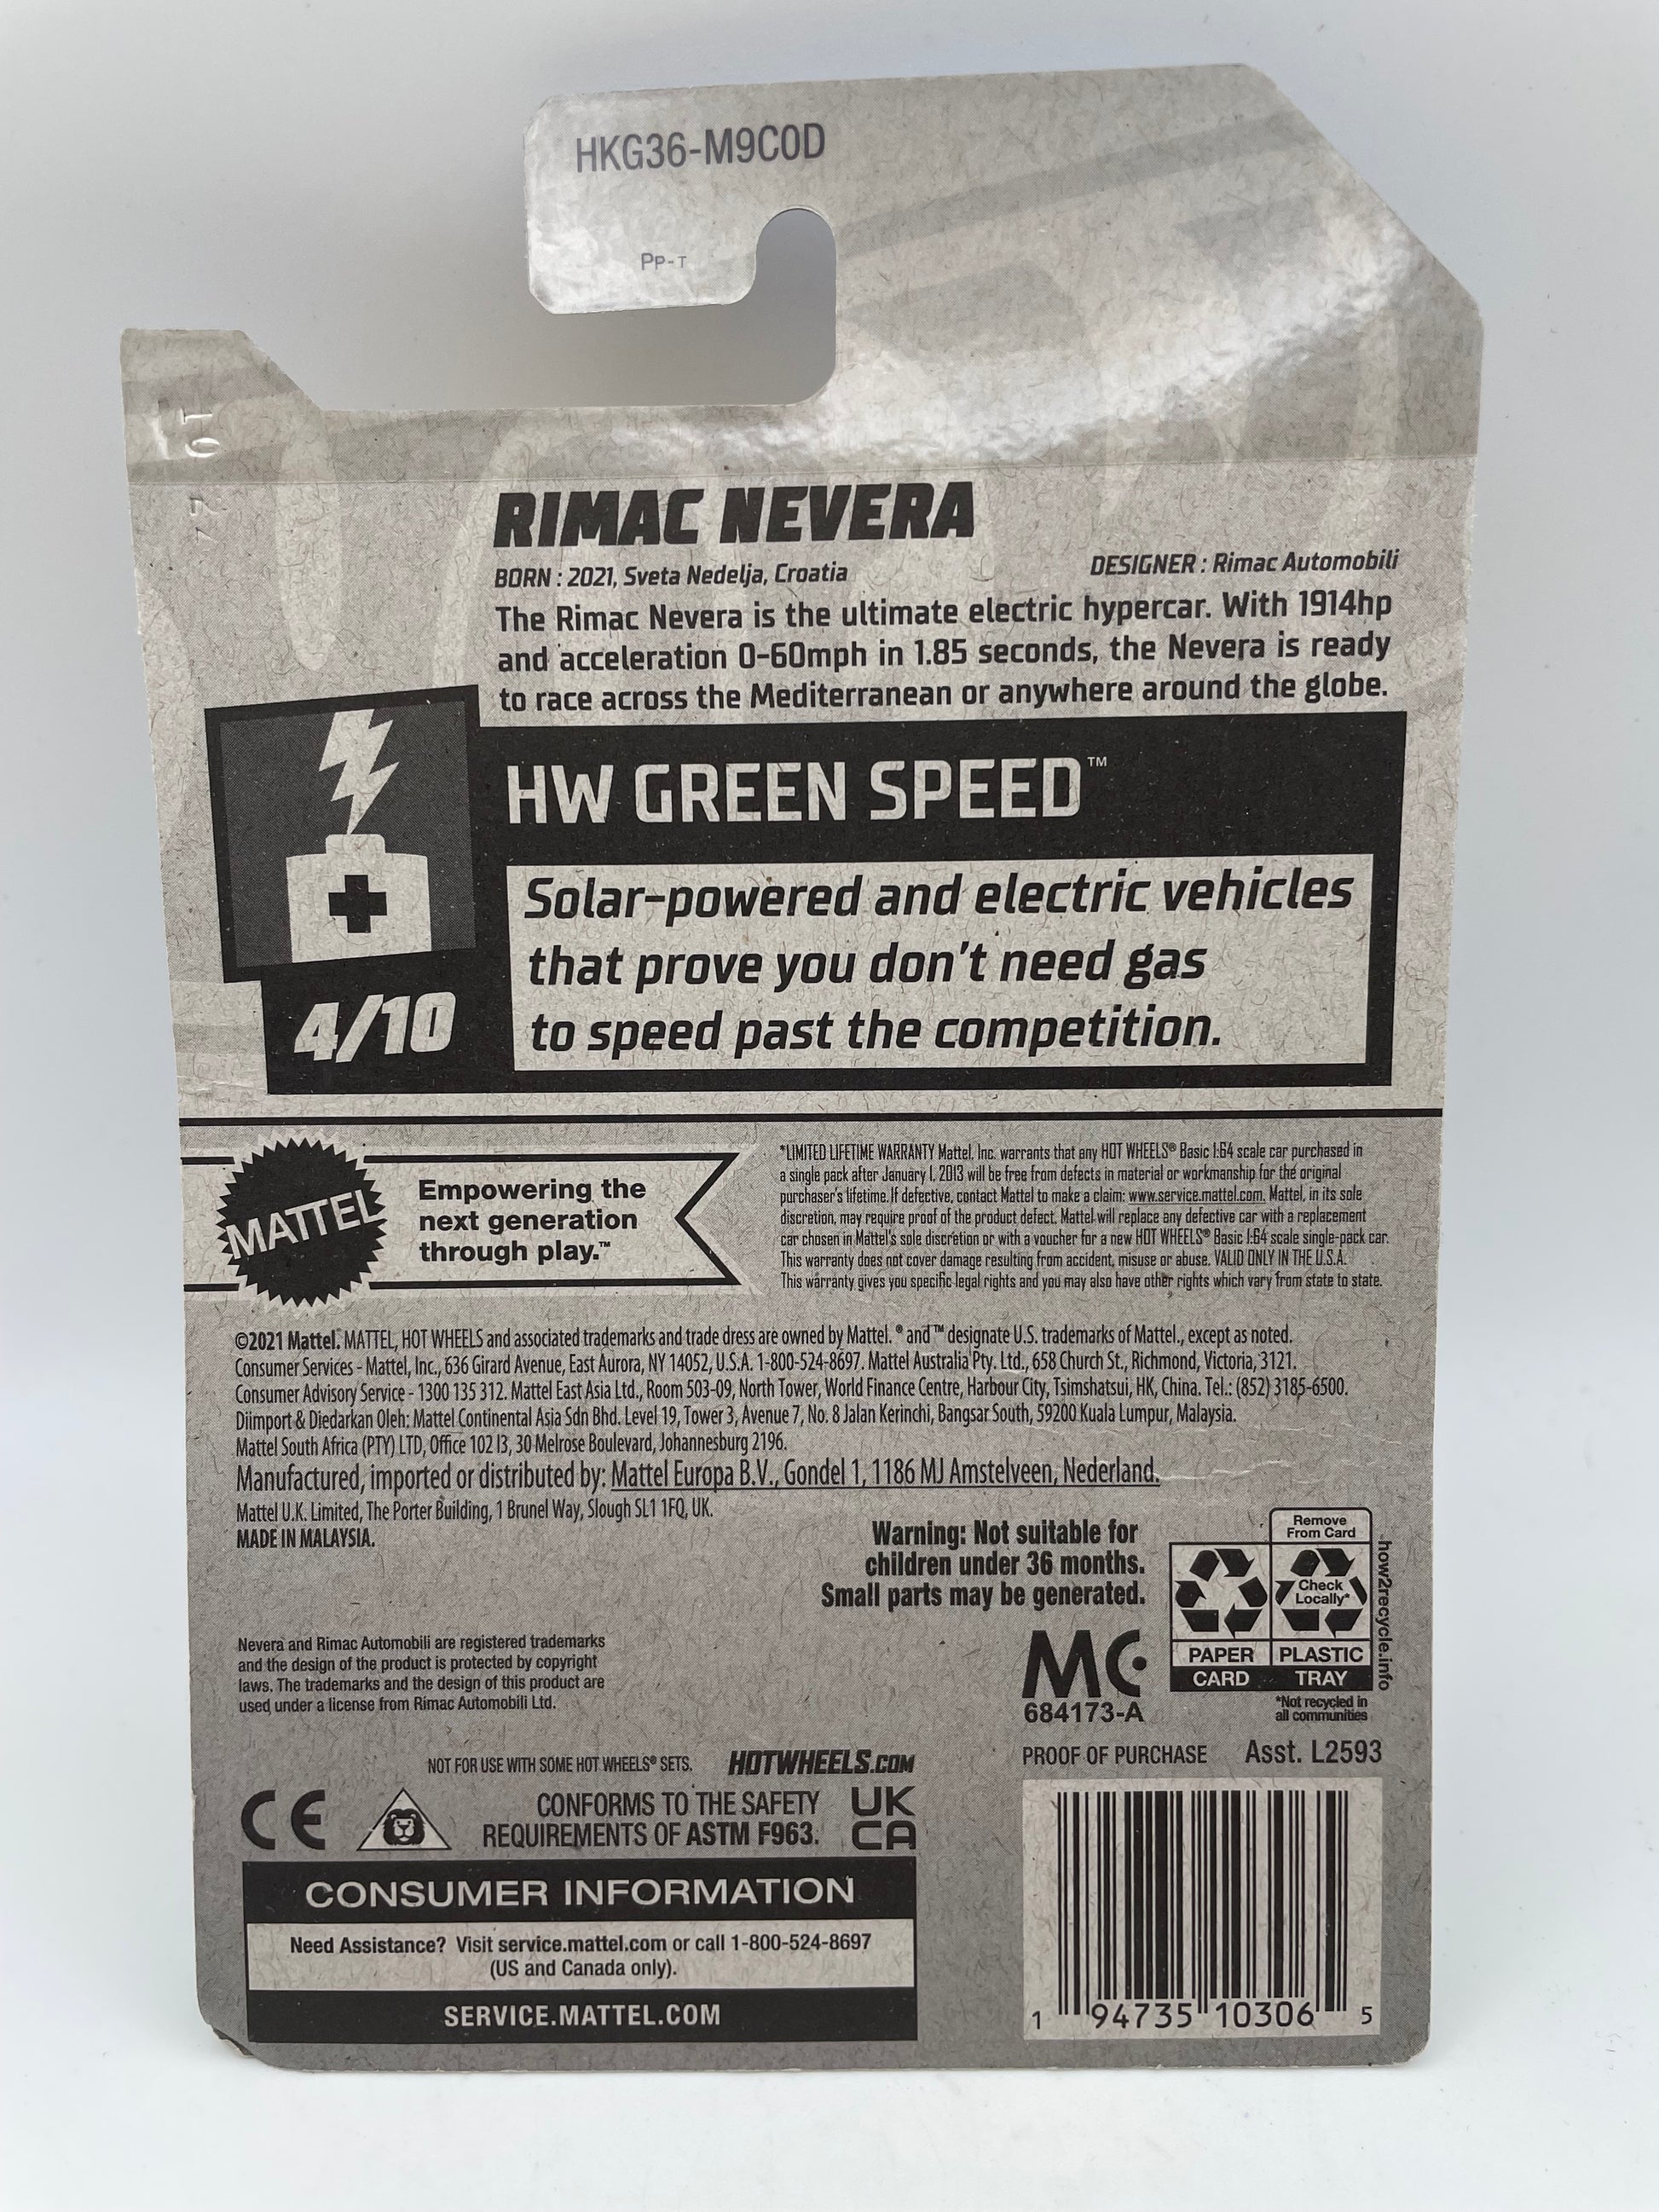 HKG36-M9C0D
PP-T
RIMAC NEVERA
BORN : 2021, Sveta Nedelja, Croatia
DESIGNER : Rimac Automobili
The Rimac Nevera is the ultimate electric hypercar. With 1914hp
and acceleration 0-60mph in 1.85 seconds, the Nevera is ready
to race across the Mediterranean or anywhere around the globe.
HW GREEN SPEED™
Solar-powered and electric vehicles
that prove you don't need gas
to speed past the competition.
4/10
MATTEL
Empowering the
next generation
through play.™
*LIMITED LIFETIME WARRANTY Mattel, Inc. warrants that any HOT WHEELS® Basic 1:64 scale car purchased in
a single pack after January 1, 2013 will be free from defects in material or workmanship for the original
purchaser's lifetime. If defective, contact Mattel to make a claim: www.service.mattel.com. Mattel, in its sole
discretion, may require proof of the product defect. Mattel will replace any defective car with a replacement
car chosen in Mattel's sole discretion or with a voucher for a new HOT WHEELS® Basic 1:64 scale single-pack car.
This warranty does not cover damage resulting from accident, misuse or abuse. VALID ONLY IN THE U.S.A.
This warranty gives you specific legal rights and you may also have other rights which vary from state to state.
©2021 Mattel. MATTEL, HOT WHEELS and associated trademarks and trade dress are owned by Mattel. ® and ™ designate U.S. trademarks of Mattel., except as noted.
Consumer Services - Mattel, Inc., 636 Girard Avenue, East Aurora, NY 14052, U.S.A. 1-800-524-8697. Mattel Australia Pty. Ltd., 658 Church St., Richmond, Victoria, 3121.
Consumer Advisory Service - 1300 135 312. Mattel East Asia Ltd., Room 503-09, North Tower, World Finance Centre, Harbour City, Tsimshatsui, HK, China. Tel.: (852) 3185-6500.
Diimport & Diedarkan Oleh: Mattel Continental Asia Sdn Bhd. Level 19, Tower 3, Avenue 7, No. 8 Jalan Kerinchi, Bangsar South, 59200 Kuala Lumpur, Malaysia.
Mattel South Africa (PTY) LTD, Office 102 I3, 30 Melrose Boulevard, Johannesburg 2196.
Manufactured, imported or distributed by: Mattel Europa B.V., Gondel 1, 1186 MJ Amstelveen, Nederland.
Mattel U.K. Limited, The Porter Building, 1 Brunel Way, Slough SL1 1FQ, UK.
MADE IN MALAYSIA.
Warning: Not suitable for
children under 36 months.
Small parts may be generated.
Remove
From Card
Check
Locally*
PAPER
PLASTIC
CARD
TRAY
how2recycle.info
*Not recycled in
all communities
Nevera and Rimac Automobili are registered trademarks
and the design of the product is protected by copyright
laws. The trademarks and the design of this product are
used under a license from Rimac Automobili Ltd.
MC
684173-A
PROOF OF PURCHASE
Asst. L2593
NOT FOR USE WITH SOME HOT WHEELS® SETS.
HOTWHEELS.COM
CE
CONFORMS TO THE SAFETY
REQUIREMENTS OF ASTM F963.
UK
CA
CONSUMER INFORMATION
Need Assistance? Visit service.mattel.com or call 1-800-524-8697
(US and Canada only).
SERVICE.MATTEL.COM
1 94735 10306 5